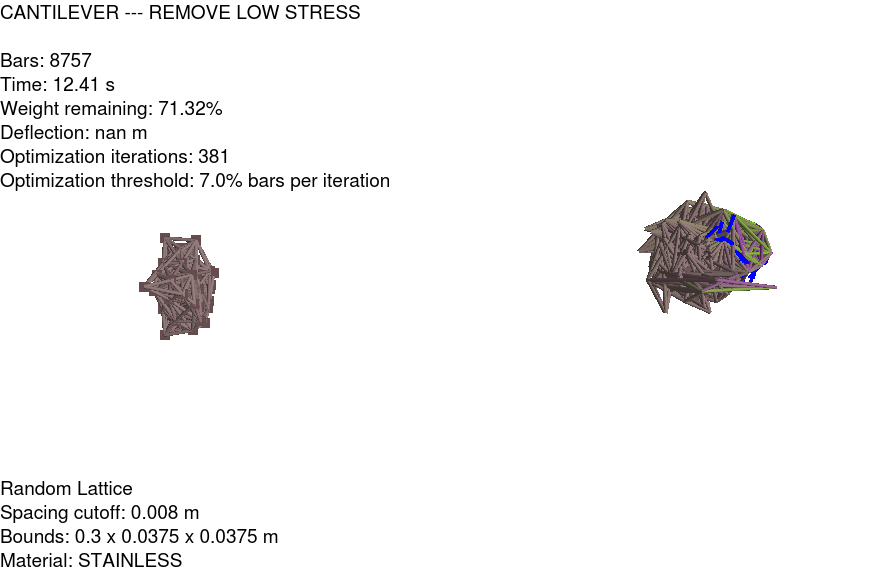 CANTILEVER --- REMOVE LOW STRESS
Bars: 8757
Time: 12.41 s
Weight remaining: 71.32%
Deflection: nan m
Optimization iterations: 381
Optimization threshold: 7.0% bars per iteration
Random Lattice
Spacing cutoff: 0.008 m
Bounds: 0.3 x 0.0375 x 0.0375 m
Material: STAINLESS